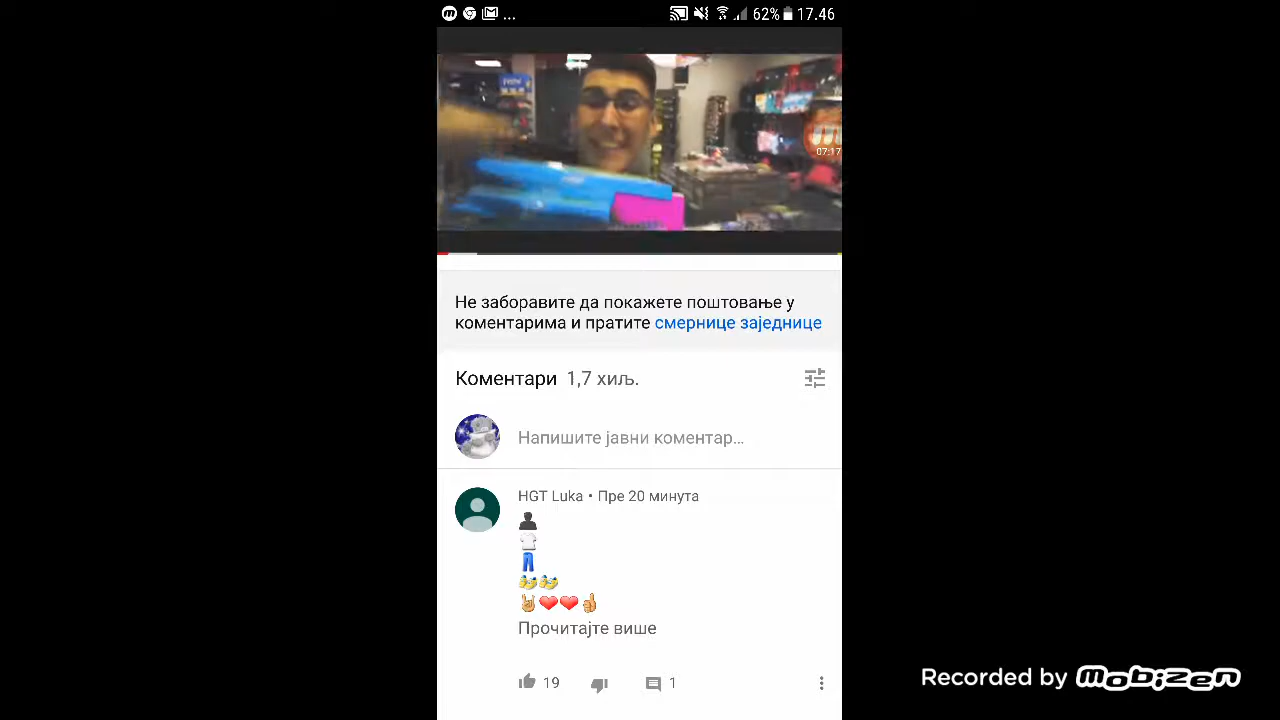 ... 62% 17.46
07:17
Не заборавите да покажете поштовање у
коментарима и пратите смернице заједнице
Коментари 1,7 хиљ.
Напишите јавни коментар...
HGT Luka • Пре 20 минута
Прочитајте више
19 1
Recorded by mobizen